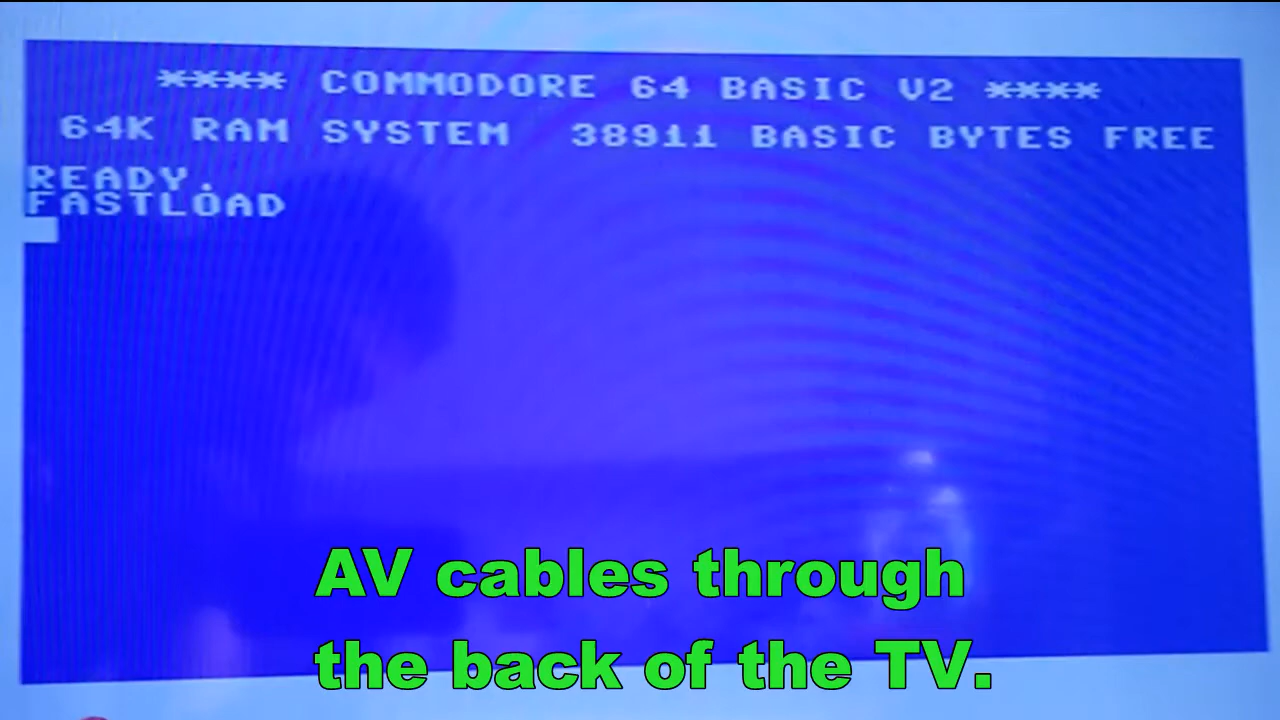 **** COMMODORE 64 BASIC V2 ****
64K RAM SYSTEM 38911 BASIC BYTES FREE
READY.
FASTLOAD
AV cables through
the back of the TV.